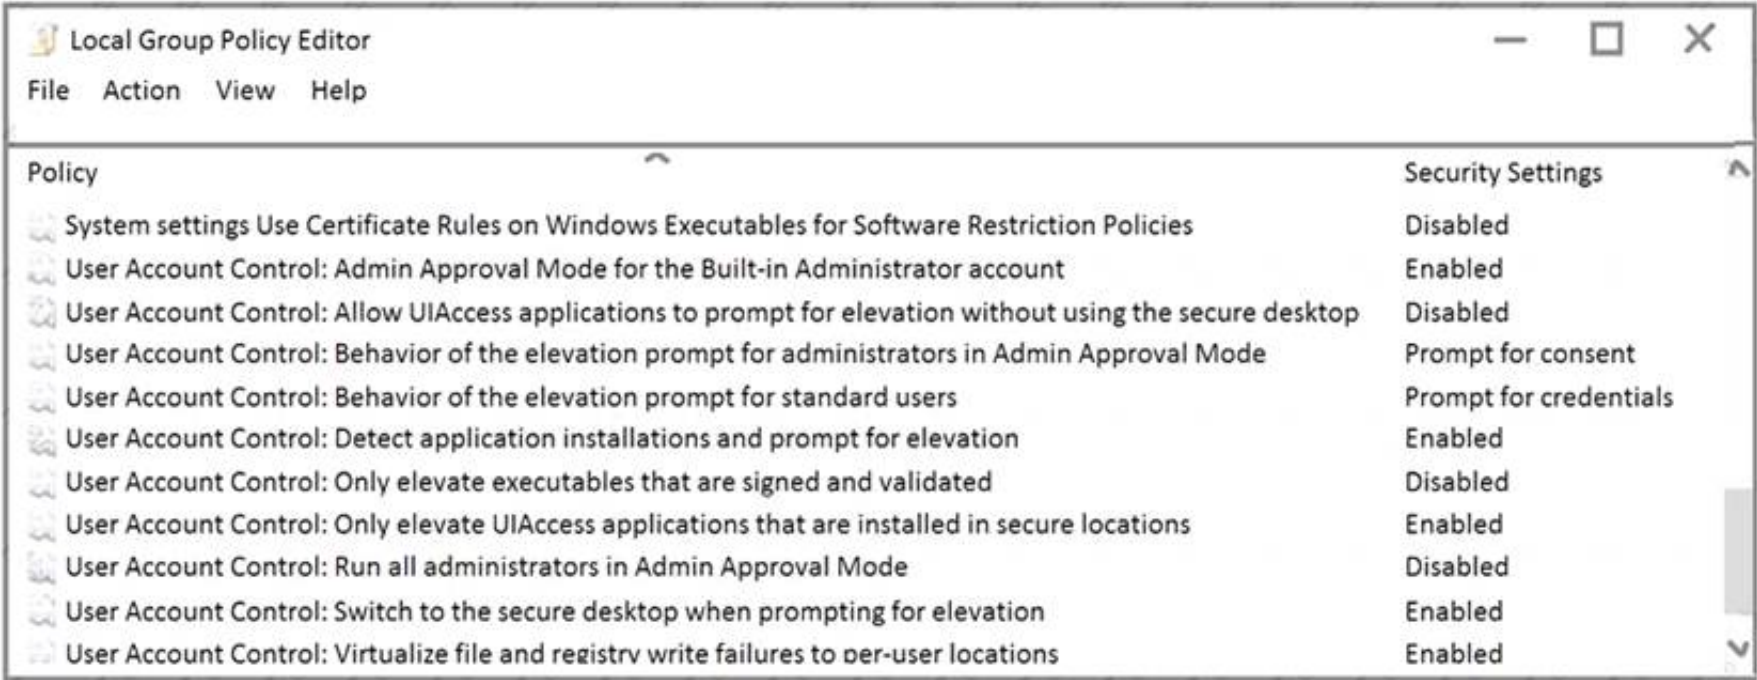 Local Group Policy Editor
File Action View Help
Policy Security Settings
System settings Use Certificate Rules on Windows Executables for Software Restriction Policies Disabled
User Account Control: Admin Approval Mode for the Built-in Administrator account Enabled
User Account Control: Allow UIAccess applications to prompt for elevation without using the secure desktop Disabled
User Account Control: Behavior of the elevation prompt for administrators in Admin Approval Mode Prompt for consent
User Account Control: Behavior of the elevation prompt for standard users Prompt for credentials
User Account Control: Detect application installations and prompt for elevation Enabled
User Account Control: Only elevate executables that are signed and validated Disabled
User Account Control: Only elevate UIAccess applications that are installed in secure locations Enabled
User Account Control: Run all administrators in Admin Approval Mode Disabled
User Account Control: Switch to the secure desktop when prompting for elevation Enabled
User Account Control: Virtualize file and registry write failures to per-user locations Enabled